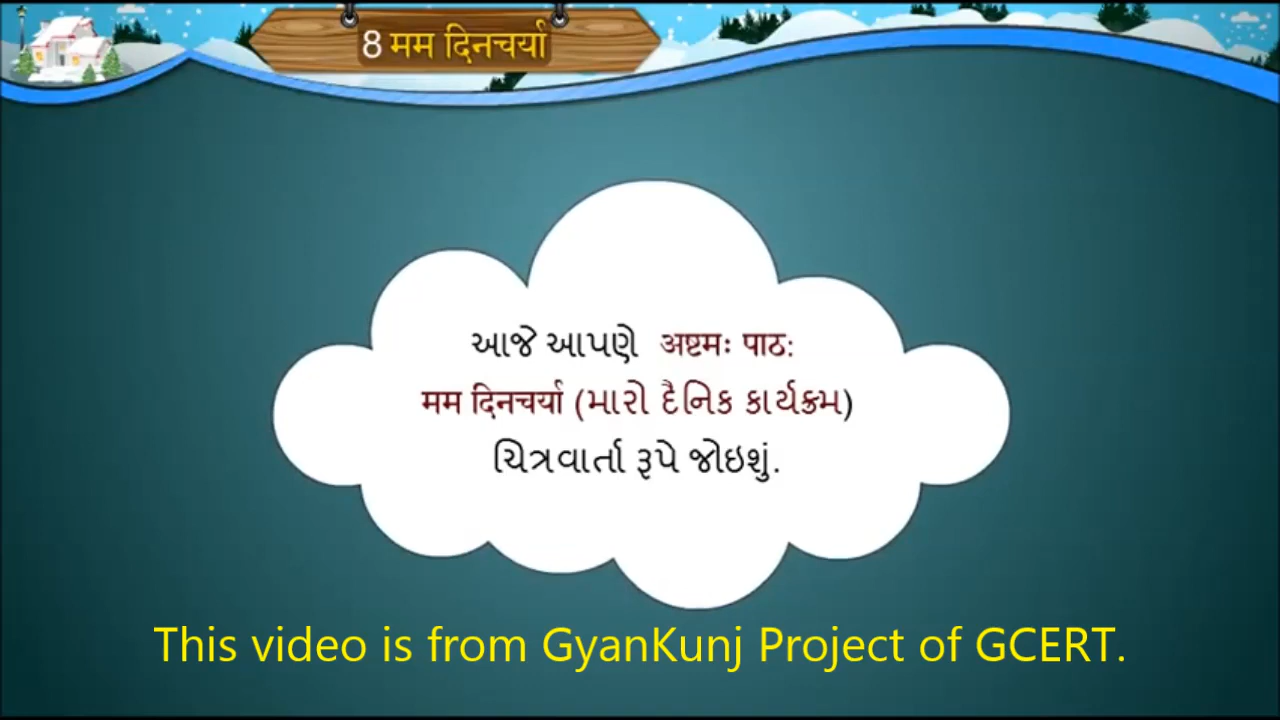 8 मम दिनचर्या
આજે આપણે अष्टमः पाठ:
मम दिनचर्या (મારો દૈનિક કાર્યક્રમ)
ચિત્રવાર્તા રૂપે જોઇશું.
This video is from GyanKunj Project of GCERT.